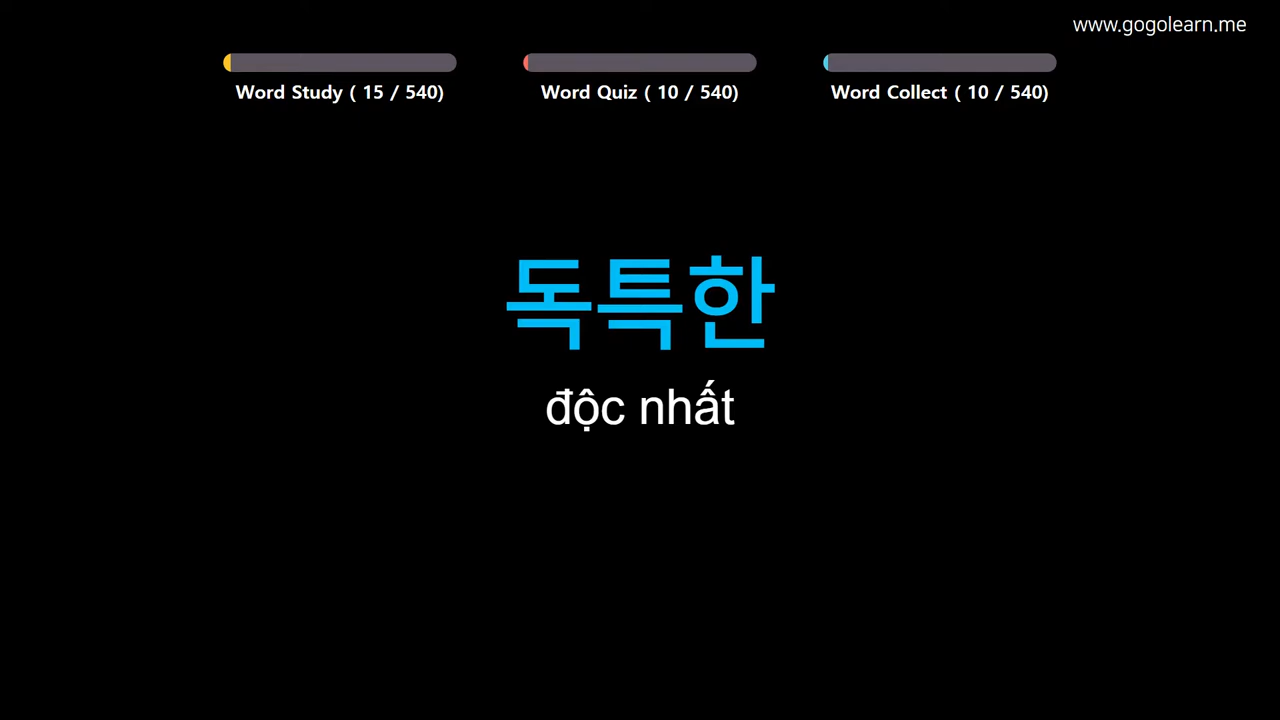 www.gogolearn.me
Word Study ( 15 / 540)
Word Quiz ( 10 / 540)
Word Collect ( 10 / 540)
독특한
độc nhất